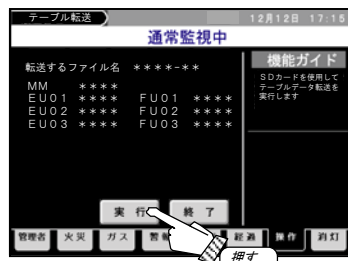 テーブル転送
12月12日 17:15
通常監視中
転送するファイル名 ****-**
MM ****
EU01 **** FU01 ****
EU02 **** FU02 ****
EU03 **** FU03 ****
機能ガイド
SDカードを使用して
テーブルデータ転送を
実行します
実 行
終 了
管理者 火災 ガス 操作 消灯
押す